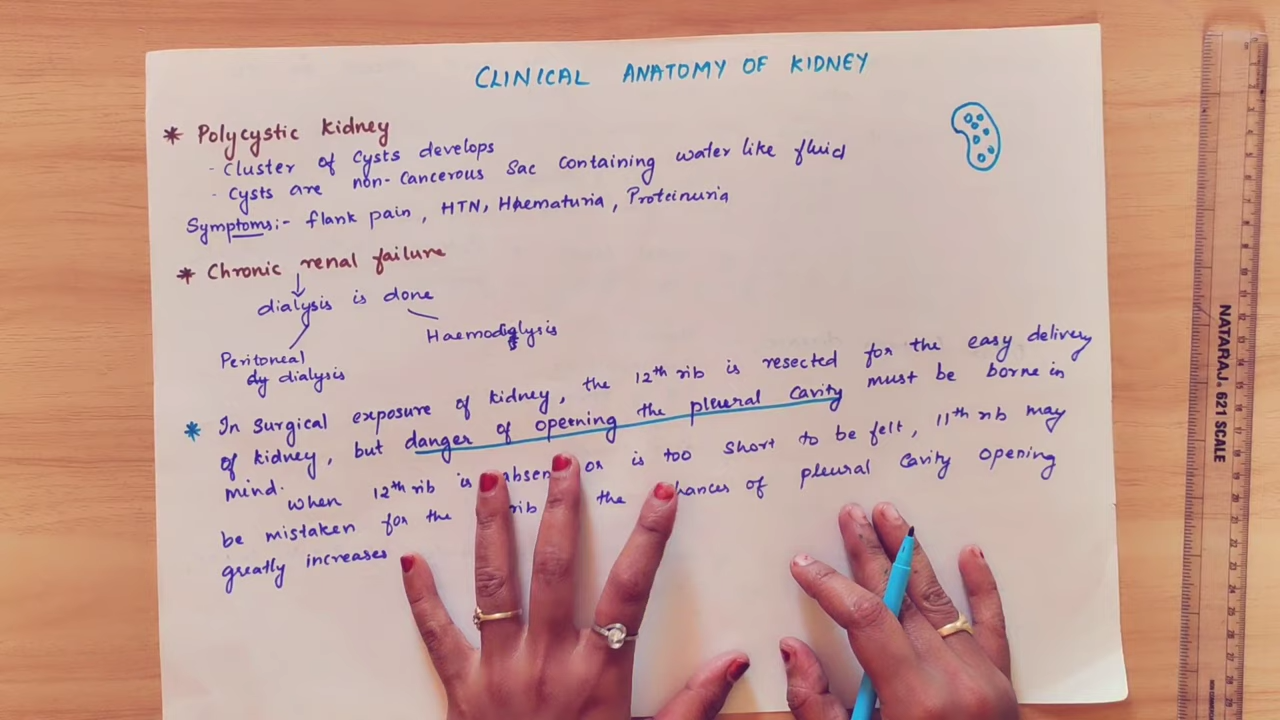 CLINICAL ANATOMY OF KIDNEY
* Polycystic kidney
- Cluster of cysts develops
- Cysts are non-cancerous sac containing water like fluid
Symptoms:- flank pain, HTN, Haematuria, Proteinuria
* Chronic renal failure
dialysis is done
Haemodialysis
Peritoneal
dialysis
* In surgical exposure of kidney, the 12th rib is resected for the easy delivery
of kidney, but danger of opening the pleural cavity must be borne in
mind.
When 12th rib is or is too short to be felt, 11th rib may
be mistaken for the rib the chances of pleural cavity opening
greatly increases
NATARAJ 621 SCALE